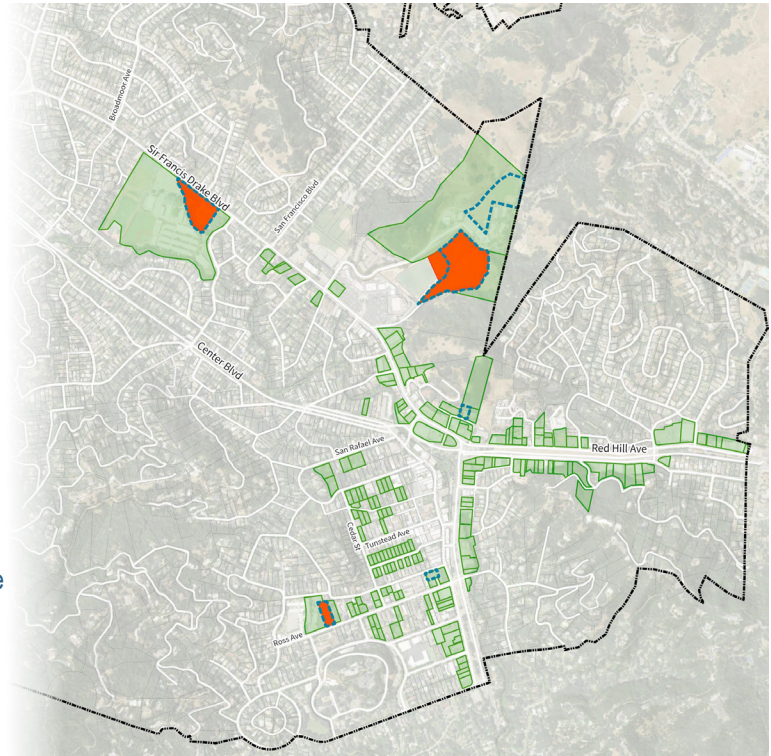 Broadmoor Ave
Sir Francis Drake Blvd
San Francisco Blvd
Center Blvd
San Rafael Ave
Red Hill Ave
Cedar St
Tunstead Ave
Ross Ave
e